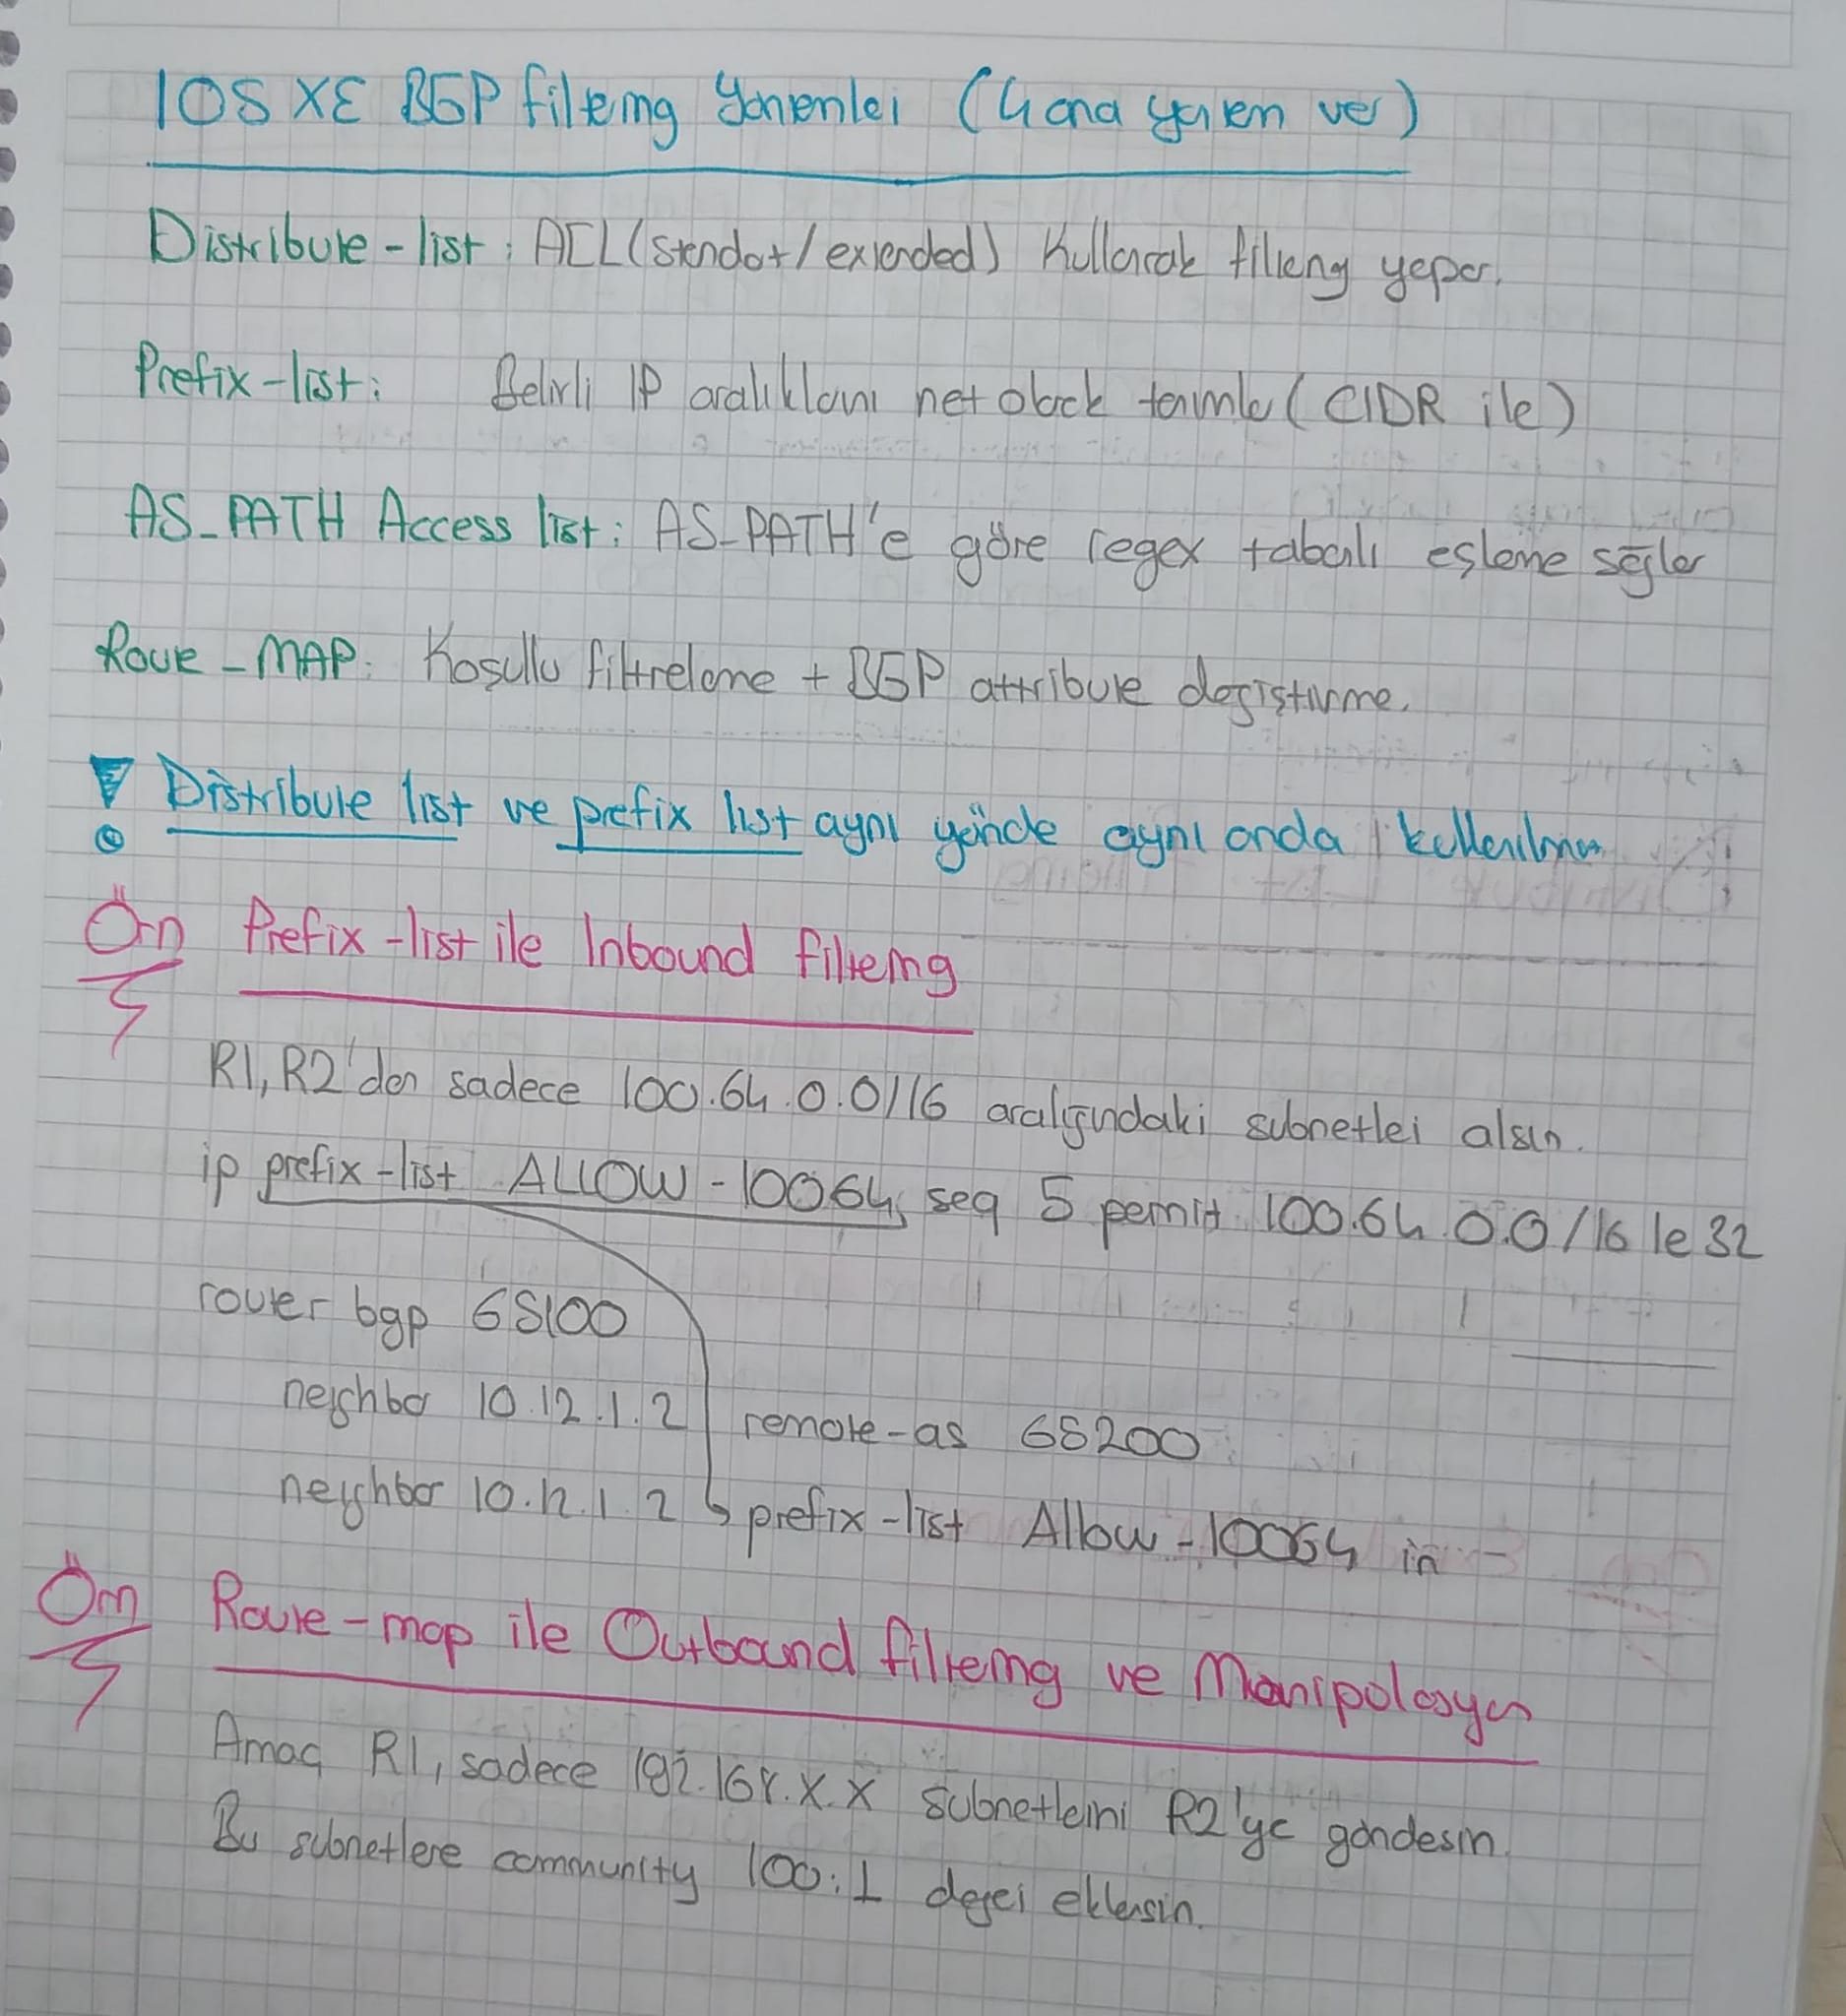 IOS XE BGP filtering Yöntemleri (4 ana yöntem var)
Distribute-list : ACL(standart/extended) Kullanarak filtering yapar.
Prefix-list : Belirli IP aralıklarını net olarak tanımlar (CIDR ile)
AS_PATH Access list : AS_PATH'e göre regex tabanlı eşleme sağlar
Route-MAP : Koşullu filtreleme + BGP attribute değiştirme.
! Distribute list ve prefix list aynı yönde aynı anda kullanılmaz
Örn Prefix-list ile Inbound filtering
R1, R2'den sadece 100.64.0.0/16 aralığındaki subnetleri alsın.
ip prefix-list ALLOW-10064 seq 5 permit 100.64.0.0/16 le 32
router bgp 65100
neighbor 10.12.1.2 remote-as 65200
neighbor 10.12.1.2 prefix-list Allow-10064 in
Örn Route-map ile Outbound filtering ve Manipolasyon
Amaç R1, sadece 192.168.X.X subnetlerini R2'ye göndersin.
Bu subnetlere community 100:1 değeri eklensin.